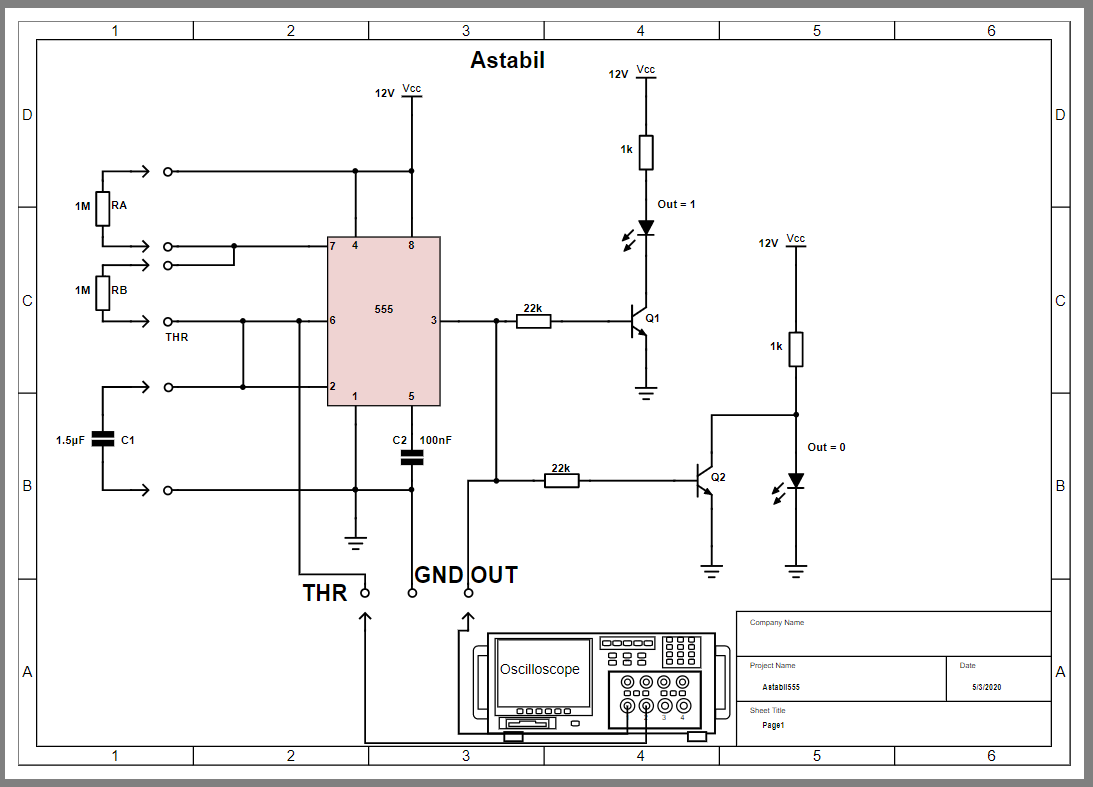 1 2 3 4 5 6
Astabil
12V Vcc
12V Vcc
D D
1k
1M RA
Out = 1
7 4 8
12V Vcc
1M RB
C C
555
22k
6 3
Q1
THR
1k
2
1 5
1.5µF C1
C2 100nF
Out = 0
22k
Q2
B B
GND OUT
THR
Company Name
Oscilloscope
Project Name
Astabil555
Date
5/3/2020
A A
Sheet Title
Page1
2 3 4
1 2 3 4 5 6